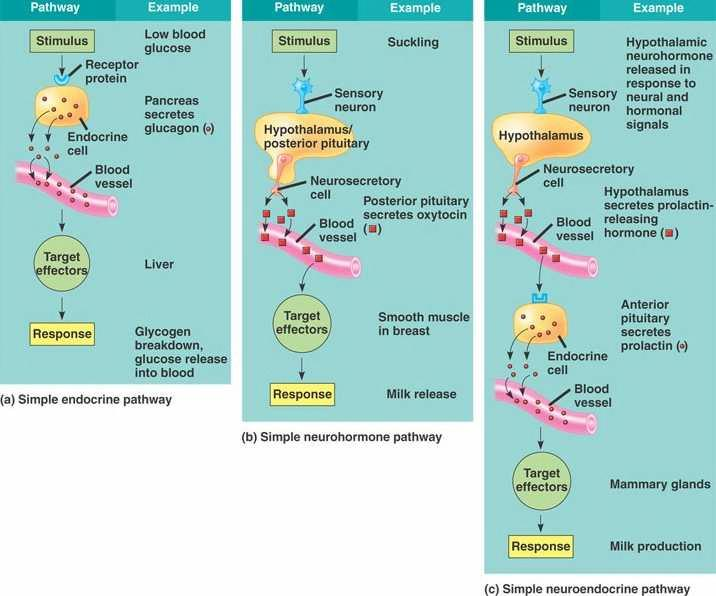 Pathway
Example
Stimulus
Low blood
glucose
Receptor
protein
Pancreas
secretes
glucagon (
)
Endocrine
cell
Blood
vessel
Target
effectors
Liver
Response
Glycogen
breakdown,
glucose release
into blood
(a) Simple endocrine pathway
Pathway
Example
Stimulus
Suckling
Sensory
neuron
Hypothalamus/
posterior pituitary
Neurosecretory
cell
Posterior pituitary
secretes oxytocin
( )
Blood
vessel
Target
effectors
Smooth muscle
in breast
Response
Milk release
(b) Simple neurohormone pathway
Pathway
Example
Stimulus
Hypothalamic
neurohormone
released in
response to
neural and
hormonal
signals
Sensory
neuron
Hypothalamus
Neurosecretory
cell
Hypothalamus
secretes prolactin-
releasing
hormone ( )
Blood
vessel
Anterior
pituitary
secretes
prolactin ( )
Endocrine
cell
Blood
vessel
Target
effectors
Mammary glands
Response
Milk production
(c) Simple neuroendocrine pathway